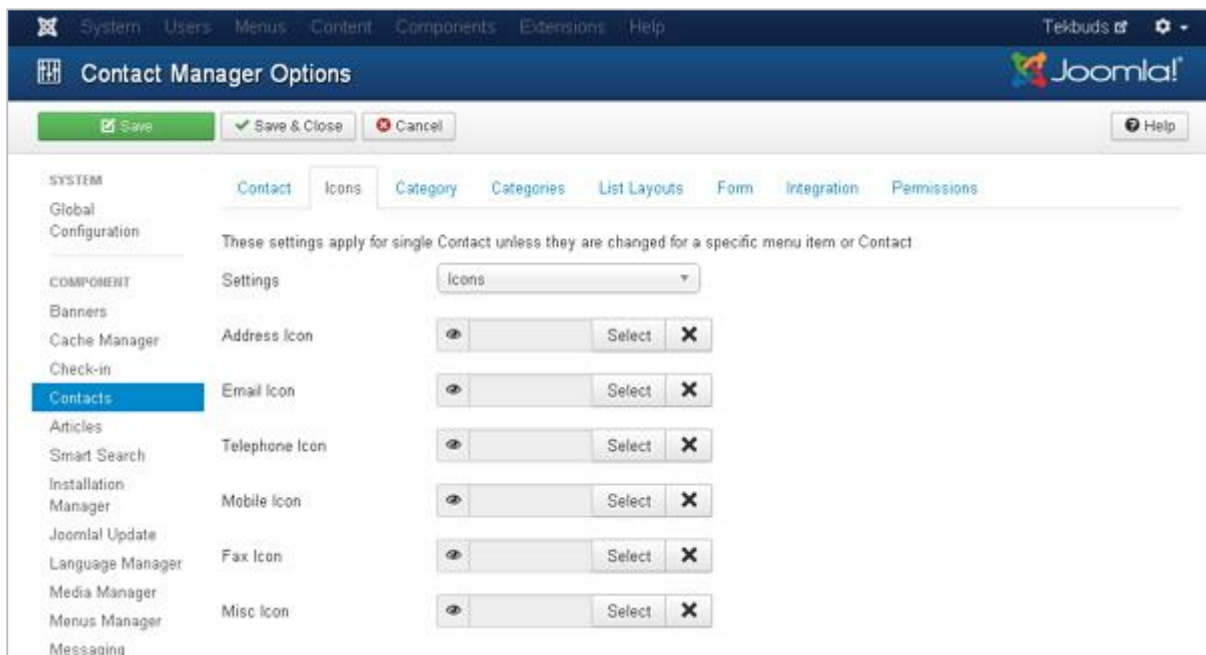 System Users Menus Content Components Extensions Help Tekbuds
Contact Manager Options Joomla!
Save Save & Close Cancel Help
SYSTEM
Global
Configuration
COMPONENT
Banners
Cache Manager
Check-in
Contacts
Articles
Smart Search
Installation
Manager
Joomla! Update
Language Manager
Media Manager
Menus Manager
Messaging
Contact Icons Category Categories List Layouts Form Integration Permissions
These settings apply for single Contact unless they are changed for a specific menu item or Contact
Settings Icons
Address Icon Select
Email Icon Select
Telephone Icon Select
Mobile Icon Select
Fax Icon Select
Misc Icon Select